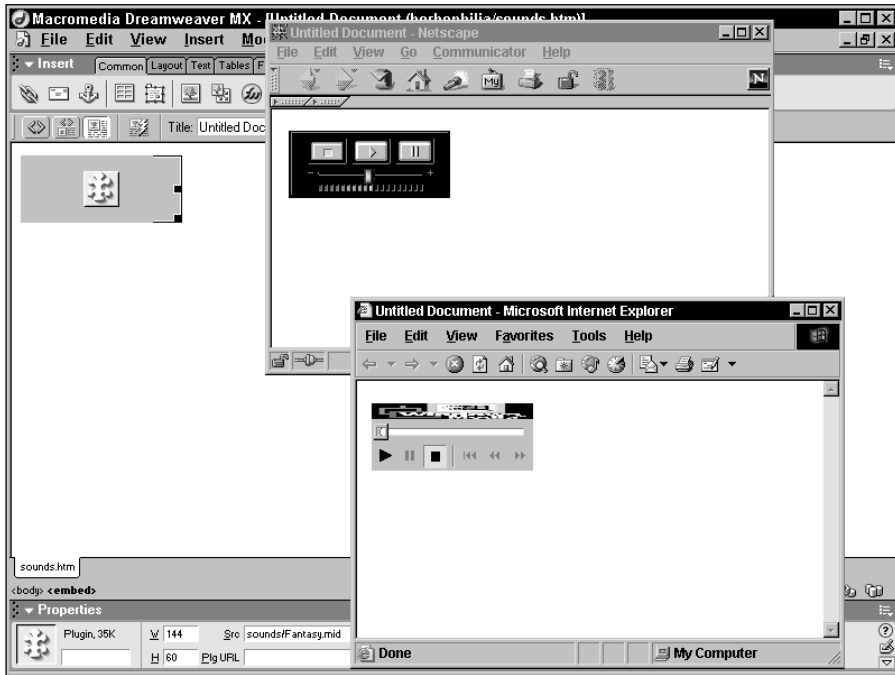 Macromedia Dreamweaver MX - [Untitled Document (herbophilia/sounds.htm)]
File Edit View Insert Mo
Insert Common Layout Text Tables F
Title: Untitled Doc
Untitled Document - Netscape
File Edit View Go Communicator Help
My
N
Untitled Document - Microsoft Internet Explorer
File Edit View Favorites Tools Help
Done My Computer
sounds.htm
<body> <embed>
Properties
Plugin, 35K W 144 Src sounds/Fantasy.mid
H 60 Plg URL